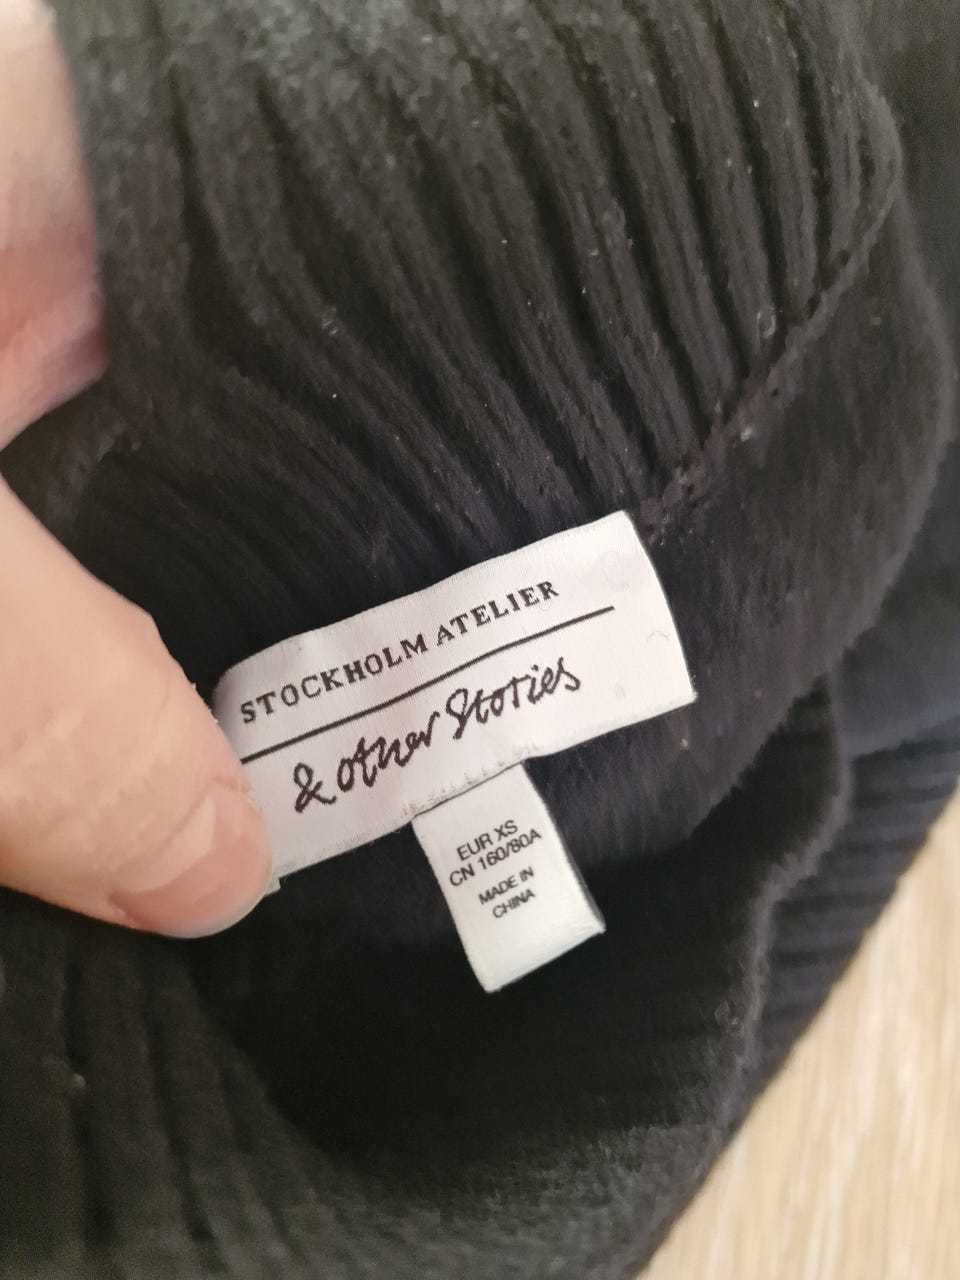 STOCKHOLM ATELIER
& other Stories
EUR XS
CN 160/80A
MADE IN
CHINA